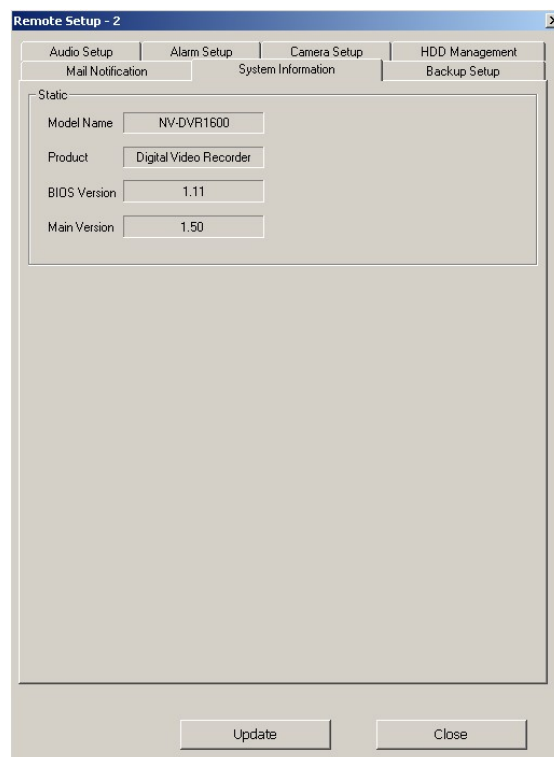 Remote Setup - 2
Audio Setup Alarm Setup Camera Setup HDD Management
Mail Notification System Information Backup Setup
Static
Model Name NV-DVR1600
Product Digital Video Recorder
BIOS Version 1.11
Main Version 1.50
Update Close